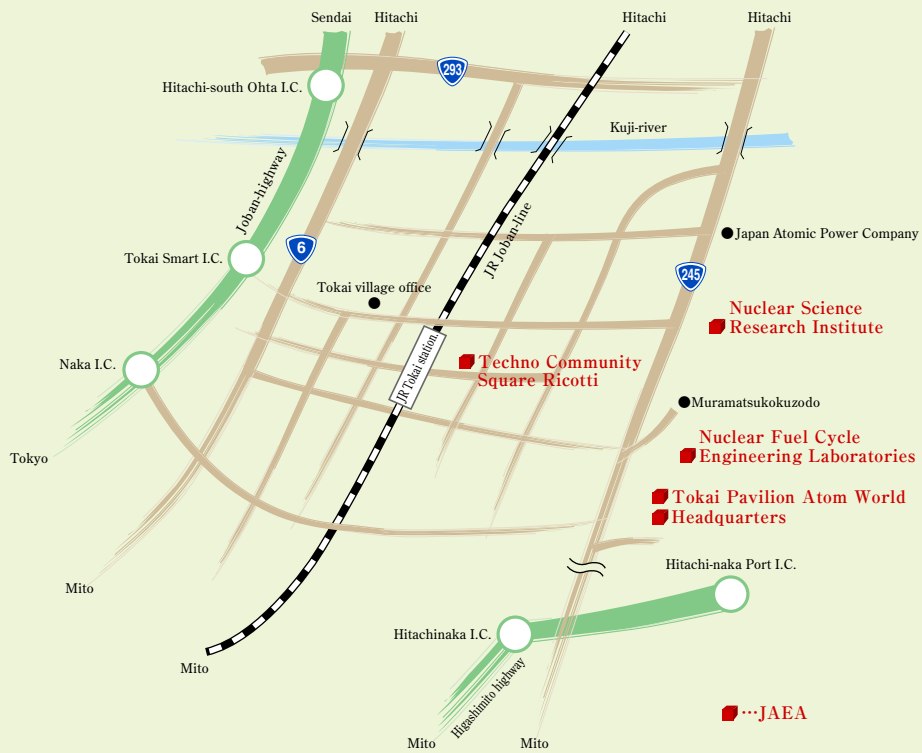 Sendai
Hitachi
Hitachi
Hitachi
293
Hitachi-south Ohta I.C.
Kuji-river
Joban-highway
JR Joban-line
Japan Atomic Power Company
6
Tokai Smart I.C.
245
Tokai village office
Nuclear Science
Research Institute
JR Tokai station.
Naka I.C.
Techno Community
Square Ricotti
Muramatsukokuzodo
Nuclear Fuel Cycle
Engineering Laboratories
Tokyo
Tokai Pavilion Atom World
Headquarters
Hitachi-naka Port I.C.
Mito
Hitachinaka I.C.
Mito
Higashimito highway
…JAEA
Mito
Mito